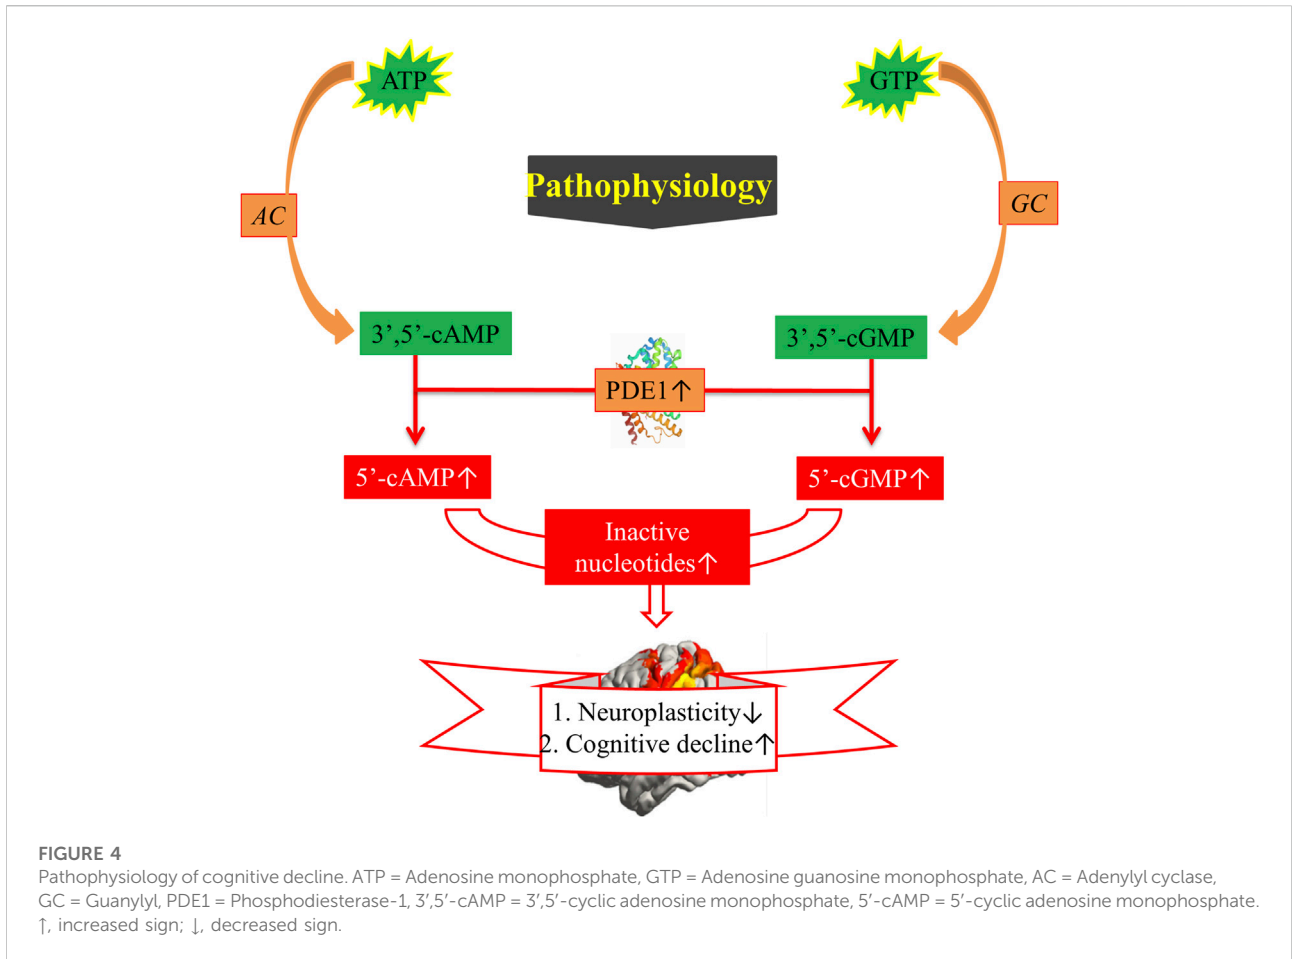 ATP
GTP
Pathophysiology
AC
GC
3’,5’-cAMP
3’,5’-cGMP
PDE1↑
5’-cAMP↑
5’-cGMP↑
Inactive
nucleotides↑
1. Neuroplasticity↓
2. Cognitive decline↑
FIGURE 4
Pathophysiology of cognitive decline. ATP = Adenosine monophosphate, GTP = Adenosine guanosine monophosphate, AC = Adenylyl cyclase,
GC = Guanylyl, PDE1 = Phosphodiesterase-1, 3′,5′-cAMP = 3′,5′-cyclic adenosine monophosphate, 5′-cAMP = 5′-cyclic adenosine monophosphate.
↑, increased sign; ↓, decreased sign.